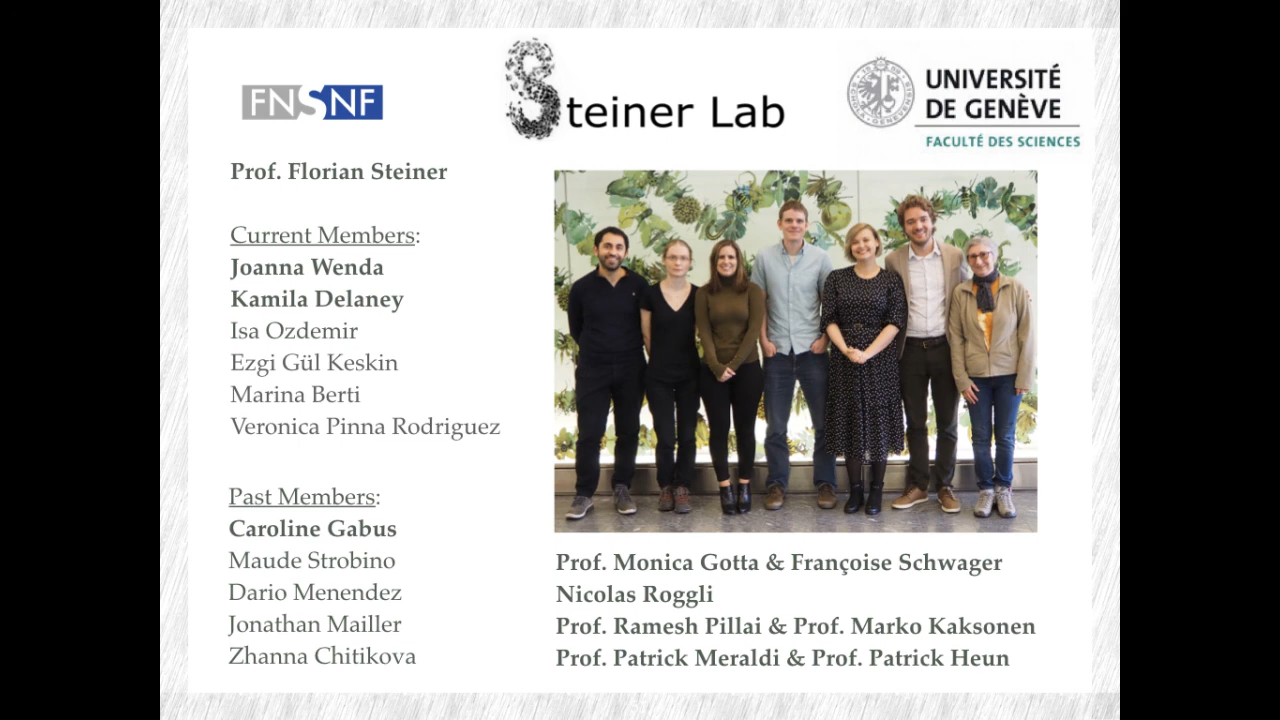 FNSNF
Steiner Lab
UNIVERSITÉ
DE GENÈVE
FACULTÉ DES SCIENCES
Prof. Florian Steiner
Current Members:
Joanna Wenda
Kamila Delaney
Isa Ozdemir
Ezgi Gül Keskin
Marina Berti
Veronica Pinna Rodriguez
Past Members:
Caroline Gabus
Maude Strobino
Dario Menendez
Jonathan Mailler
Zhanna Chitikova
Prof. Monica Gotta & Françoise Schwager
Nicolas Roggli
Prof. Ramesh Pillai & Prof. Marko Kaksonen
Prof. Patrick Meraldi & Prof. Patrick Heun